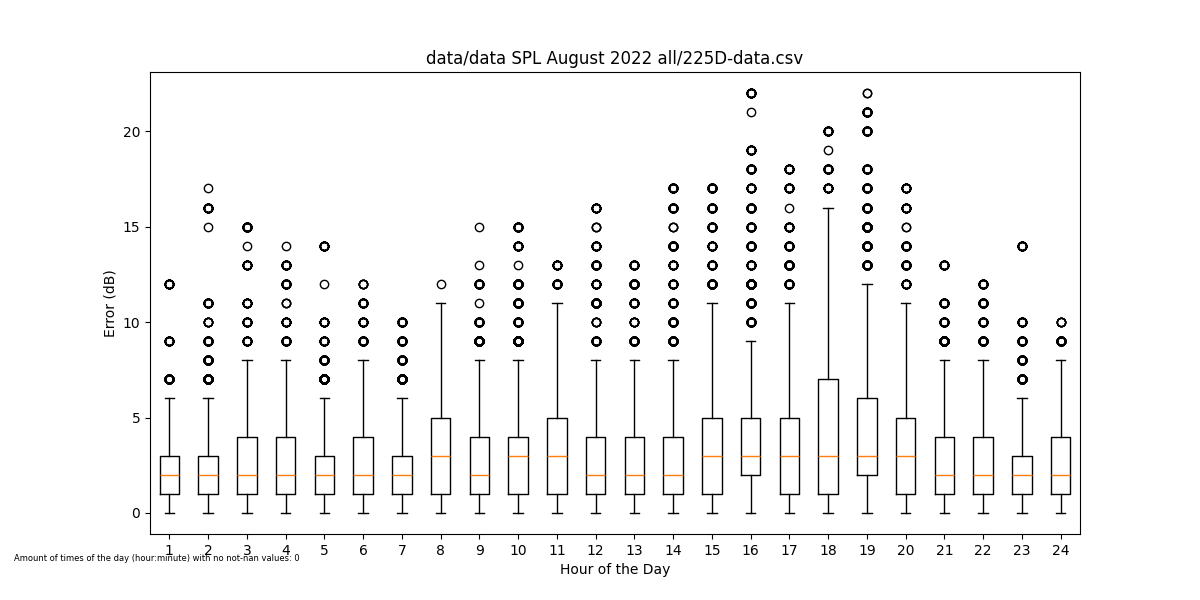 data/data SPL August 2022 all/225D-data.csv
20
15
10
5
0
Error (dB)
1 2 3 4 5 6 7 8 9 10 11 12 13 14 15 16 17 18 19 20 21 22 23 24
Amount of times of the day (hour:minute) with no not-nan values: 0
Hour of the Day